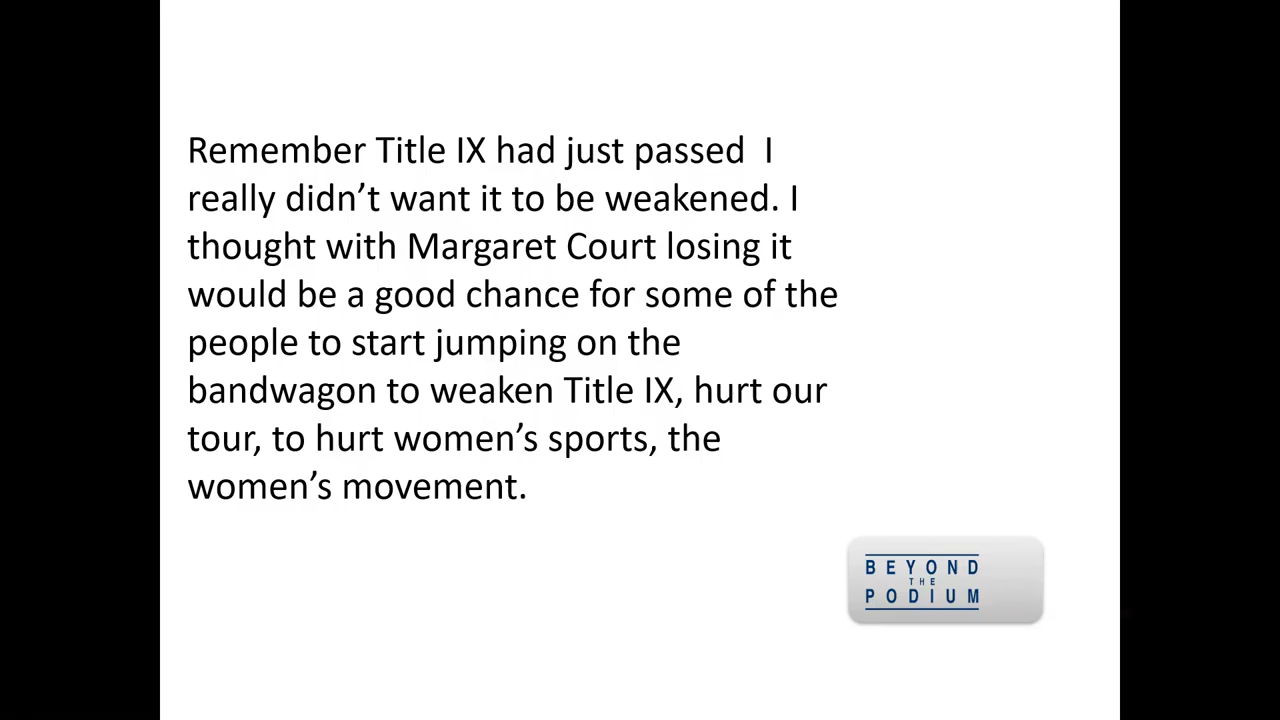 Remember Title IX had just passed  I
really didn’t want it to be weakened. I
thought with Margaret Court losing it
would be a good chance for some of the
people to start jumping on the
bandwagon to weaken Title IX, hurt our
tour, to hurt women’s sports, the
women’s movement.
BEYOND
THE
PODIUM